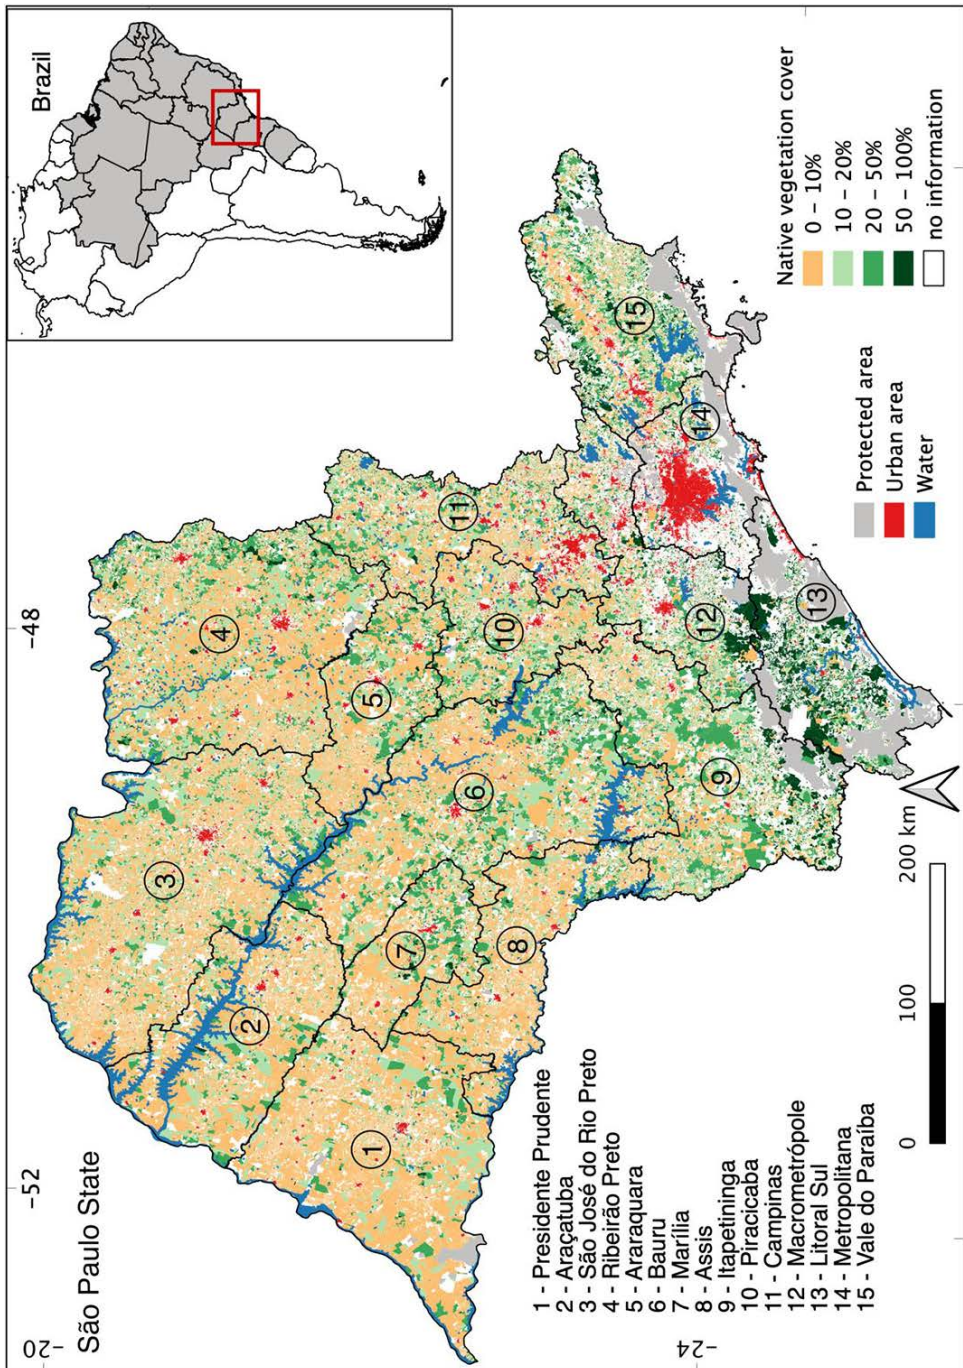 São Paulo State
Brazil
-20
-24
-52
-48
1
2
3
4
5
6
7
8
9
10
11
12
13
14
15
1 - Presidente Prudente
2 - Araçatuba
3 - São José do Rio Preto
4 - Ribeirão Preto
5 - Araraquara
6 - Bauru
7 - Marília
8 - Assis
9 - Itapetininga
10 - Piracicaba
11 - Campinas
12 - Macrometrópole
13 - Litoral Sul
14 - Metropolitana
15 - Vale do Paraiba
0 100 200 km
Protected area
Urban area
Water
Native vegetation cover
0 – 10%
10 – 20%
20 – 50%
50 – 100%
no information